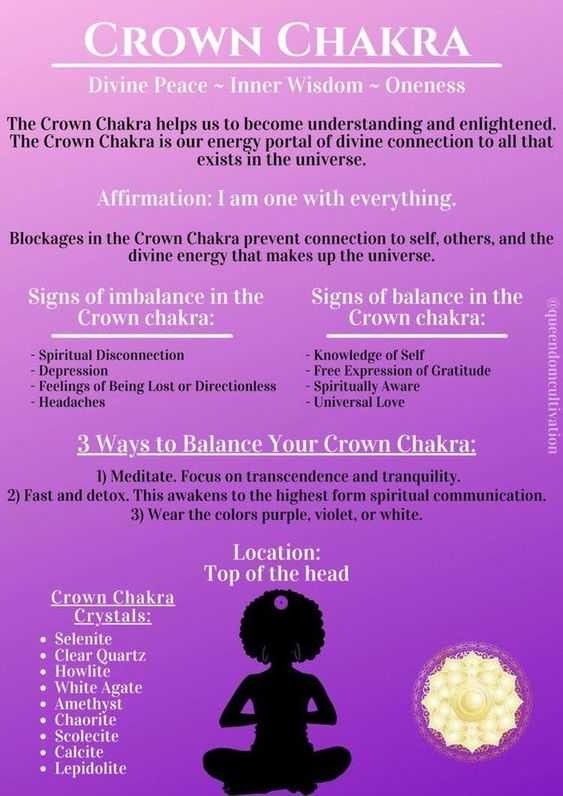 CROWN CHAKRA
Divine Peace ~ Inner Wisdom ~ Oneness
The Crown Chakra helps us to become understanding and enlightened.
The Crown Chakra is our energy portal of divine connection to all that
exists in the universe.
Affirmation: I am one with everything.
Blockages in the Crown Chakra prevent connection to self, others, and the
divine energy that makes up the universe.
Signs of imbalance in the
Crown chakra:
- Spiritual Disconnection
- Depression
- Feelings of Being Lost or Directionless
- Headaches
Signs of balance in the
Crown chakra:
- Knowledge of Self
- Free Expression of Gratitude
- Spiritually Aware
- Universal Love
@queendomcultivation
3 Ways to Balance Your Crown Chakra:
1) Meditate. Focus on transcendence and tranquility.
2) Fast and detox. This awakens to the highest form spiritual communication.
3) Wear the colors purple, violet, or white.
Location:
Top of the head
Crown Chakra
Crystals:
• Selenite
• Clear Quartz
• Howlite
• White Agate
• Amethyst
• Chaorite
• Scolecite
• Calcite
• Lepidolite